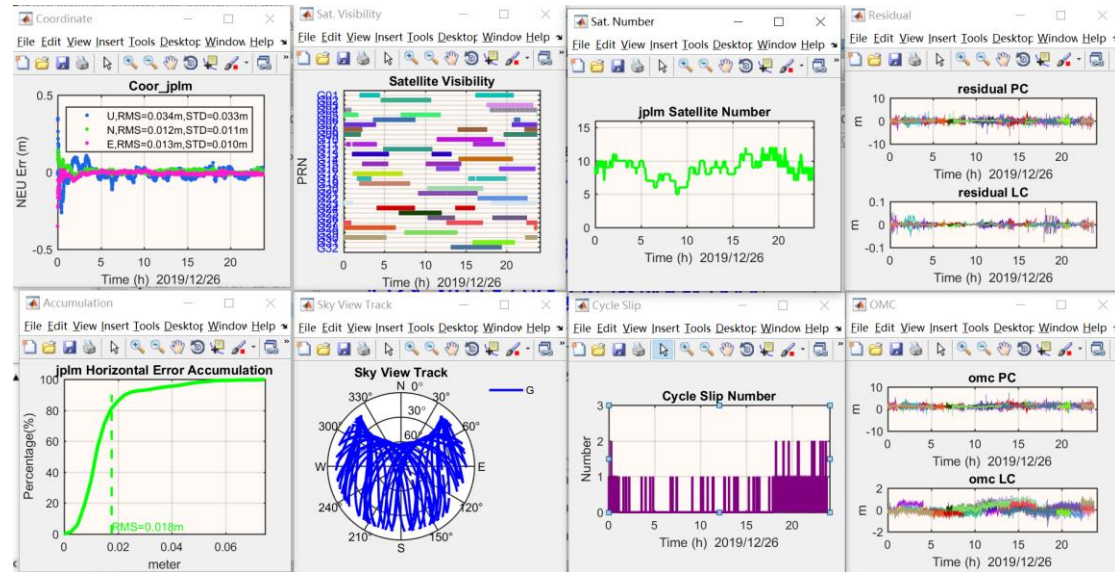 Coordinate
File Edit View Insert Tools Desktop Window Help
Coor_jplm
U,RMS=0.034m,STD=0.033m
N,RMS=0.012m,STD=0.011m
E,RMS=0.013m,STD=0.010m
NEU Err (m)
0.5
0
-0.5
0 5 10 15 20
Time (h) 2019/12/26
Sat. Visibility
File Edit View Insert Tools Desktop Window Help
Satellite Visibility
PRN
G01
G32
0 5 10 15 20
Time (h) 2019/12/26
Sat. Number
File Edit View Insert Tools Desktop Window Help
jplm Satellite Number
15
10
5
0
0 5 10 15 20
Time (h) 2019/12/26
Residual
File Edit View Insert Tools Desktop Window Help
residual PC
m
10
0
-10
0 5 10 15 20
Time (h) 2019/12/26
residual LC
m
0.1
0
-0.1
0 5 10 15 20
Time (h) 2019/12/26
Accumulation
File Edit View Insert Tools Desktop Window Help
jplm Horizontal Error Accumulation
Percentage(%)
100
80
60
40
20
0
RMS=0.018m
0 0.02 0.04 0.06
meter
Sky View Track
File Edit View Insert Tools Desktop Window Help
Sky View Track
G
N 0°
330° 30°
300° 30° 60°
60
W E
240° 120°
210° 150°
S
Cycle Slip
File Edit View Insert Tools Desktop Window Help
Cycle Slip Number
Number
3
2
1
0
0 5 10 15 20
Time (h) 2019/12/26
OMC
File Edit View Insert Tools Desktop Window Help
omc PC
m
10
0
-10
0 5 10 15 20
Time (h) 2019/12/26
omc LC
m
2
0
-2
0 5 10 15 20
Time (h) 2019/12/26